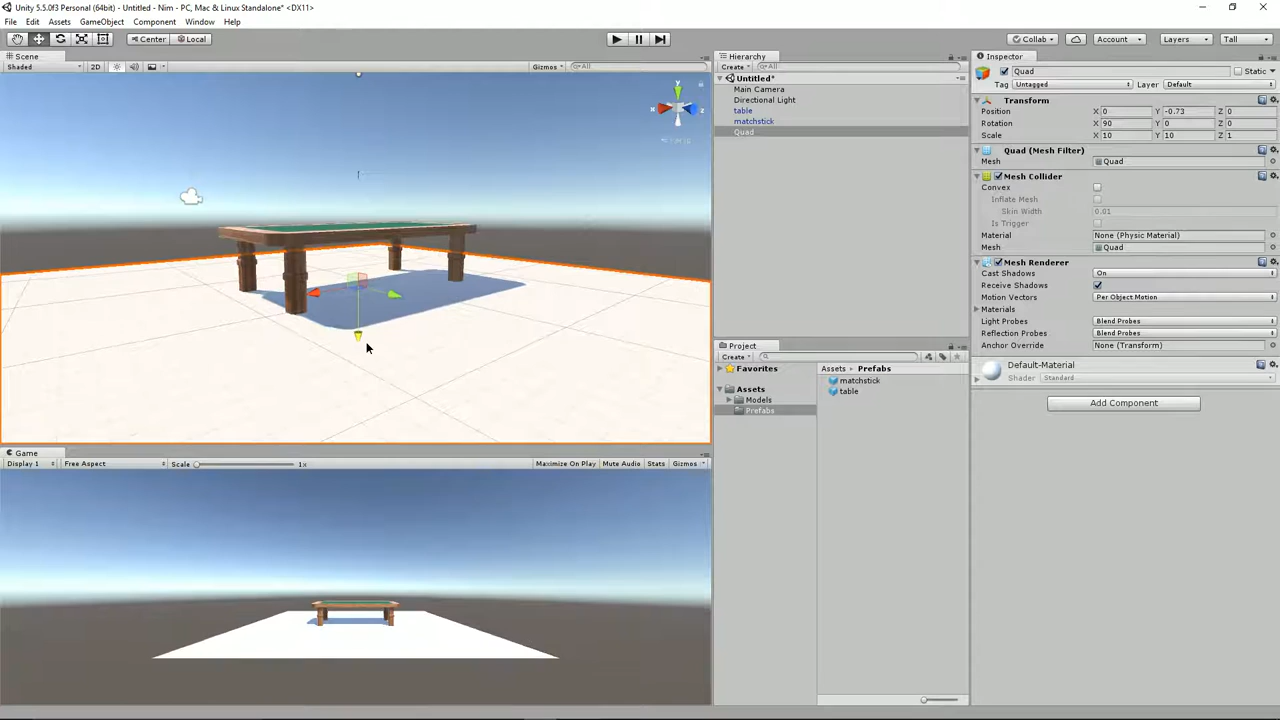 Unity 5.5.0f3 Personal (64bit) - Untitled - Nim - PC, Mac & Linux Standalone* <DX11>
File Edit Assets GameObject Component Window Help
Center Local Collab Account Layers Tall
Scene
Shaded 2D Gizmos All
Y
X
Z
Hierarchy
Create All
Untitled*
Main Camera
Directional Light
table
matchstick
Quad
Inspector
Quad Static
Tag Untagged Layer Default
Transform
Position X 0 Y -0.73 Z 0
Rotation X 90 Y 0 Z 0
Scale X 10 Y 10 Z 1
Quad (Mesh Filter)
Mesh Quad
Mesh Collider
Convex
Inflate Mesh
Skin Width 0.01
Is Trigger
Material None (Physic Material)
Mesh Quad
Mesh Renderer
Cast Shadows On
Receive Shadows
Motion Vectors Per Object Motion
Materials
Light Probes Blend Probes
Reflection Probes Blend Probes
Anchor Override None (Transform)
Default-Material
Shader Standard
Add Component
Project
Create
Favorites
Assets
Models
Prefabs
Assets Prefabs
matchstick
table
Game
Display 1 Free Aspect Scale 1x Maximize On Play Mute Audio Stats Gizmos